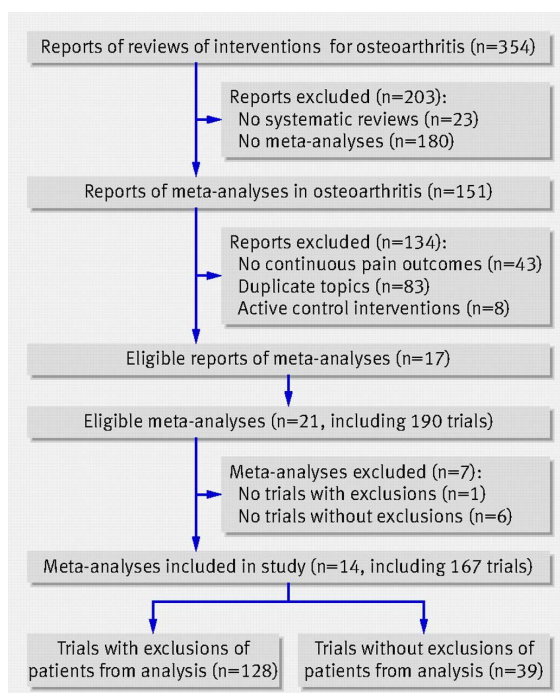 Reports of reviews of interventions for osteoarthritis (n=354)
Reports excluded (n=203):
No systematic reviews (n=23)
No meta-analyses (n=180)
Reports of meta-analyses in osteoarthritis (n=151)
Reports excluded (n=134):
No continuous pain outcomes (n=43)
Duplicate topics (n=83)
Active control interventions (n=8)
Eligible reports of meta-analyses (n=17)
Eligible meta-analyses (n=21, including 190 trials)
Meta-analyses excluded (n=7):
No trials with exclusions (n=1)
No trials without exclusions (n=6)
Meta-analyses included in study (n=14, including 167 trials)
Trials with exclusions of
patients from analysis (n=128)
Trials without exclusions of
patients from analysis (n=39)